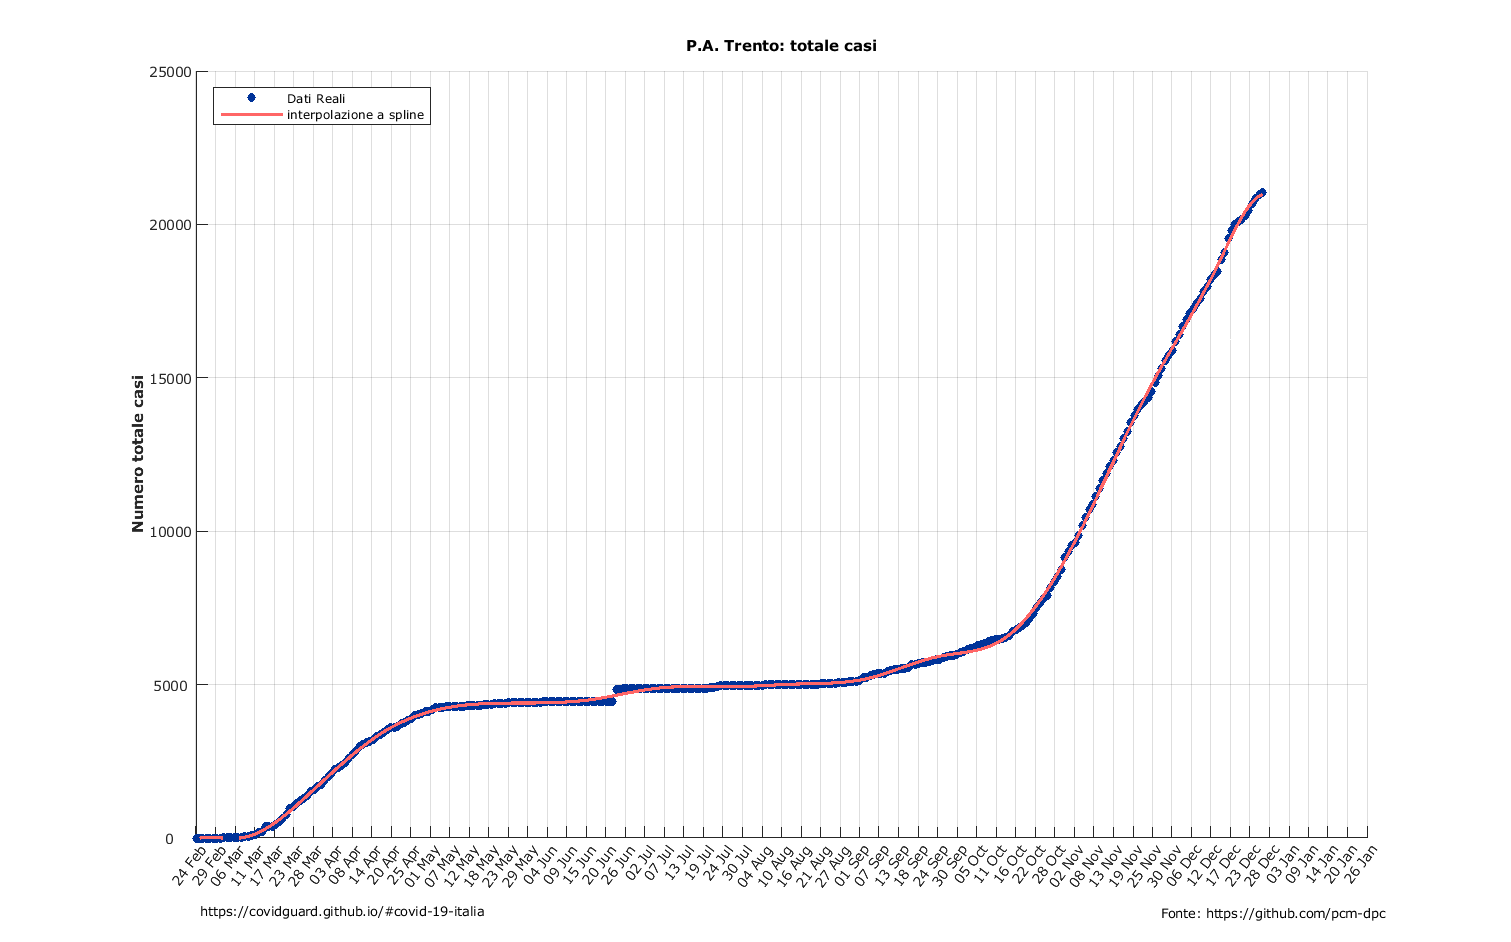 P.A. Trento: totale casi
25000
20000
15000
10000
5000
0
Dati Reali
interpolazione a spline
Numero totale casi
24 Feb
29 Feb
06 Mar
11 Mar
17 Mar
23 Mar
28 Mar
03 Apr
08 Apr
14 Apr
20 Apr
25 Apr
01 May
07 May
12 May
18 May
23 May
29 May
04 Jun
09 Jun
15 Jun
20 Jun
26 Jun
02 Jul
07 Jul
13 Jul
19 Jul
24 Jul
30 Jul
04 Aug
10 Aug
16 Aug
21 Aug
27 Aug
01 Sep
07 Sep
13 Sep
18 Sep
24 Sep
30 Sep
05 Oct
11 Oct
16 Oct
22 Oct
28 Oct
02 Nov
08 Nov
13 Nov
19 Nov
25 Nov
30 Nov
06 Dec
12 Dec
17 Dec
23 Dec
28 Dec
03 Jan
09 Jan
14 Jan
20 Jan
26 Jan
https://covidguard.github.io/#covid-19-italia
Fonte: https://github.com/pcm-dpc